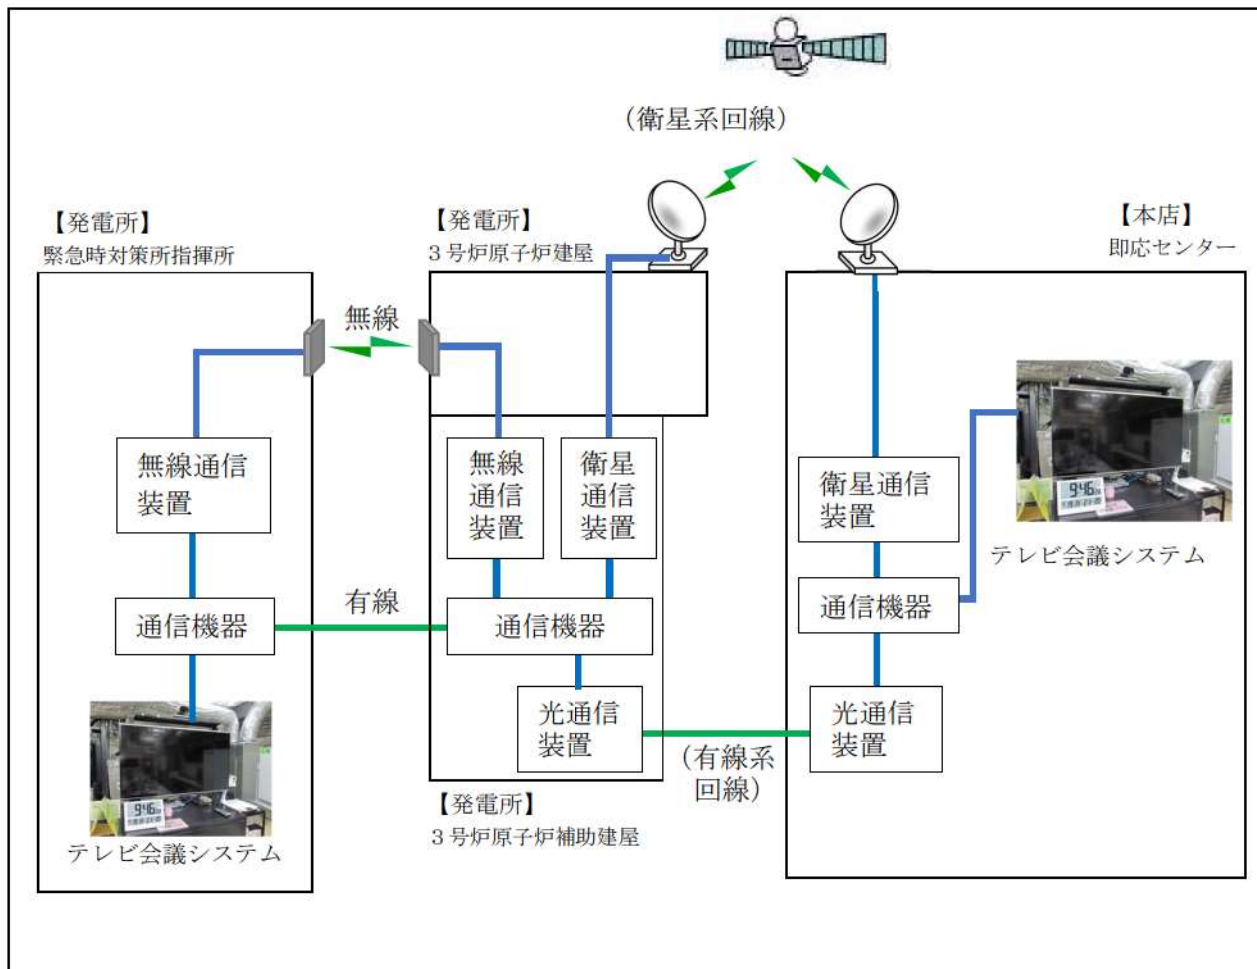 （衛星系回線）
【発電所】
緊急時対策所指揮所
【発電所】
３号炉原子炉建屋
【本店】
即応センター
無線
無線通信
装置
無線
通信
装置
衛星
通信
装置
衛星通信
装置
9:46
テレビ会議システム
通信機器
有線
通信機器
通信機器
光通信
装置
光通信
装置
（有線系
回線）
9:46
テレビ会議システム
【発電所】
３号炉原子炉補助建屋